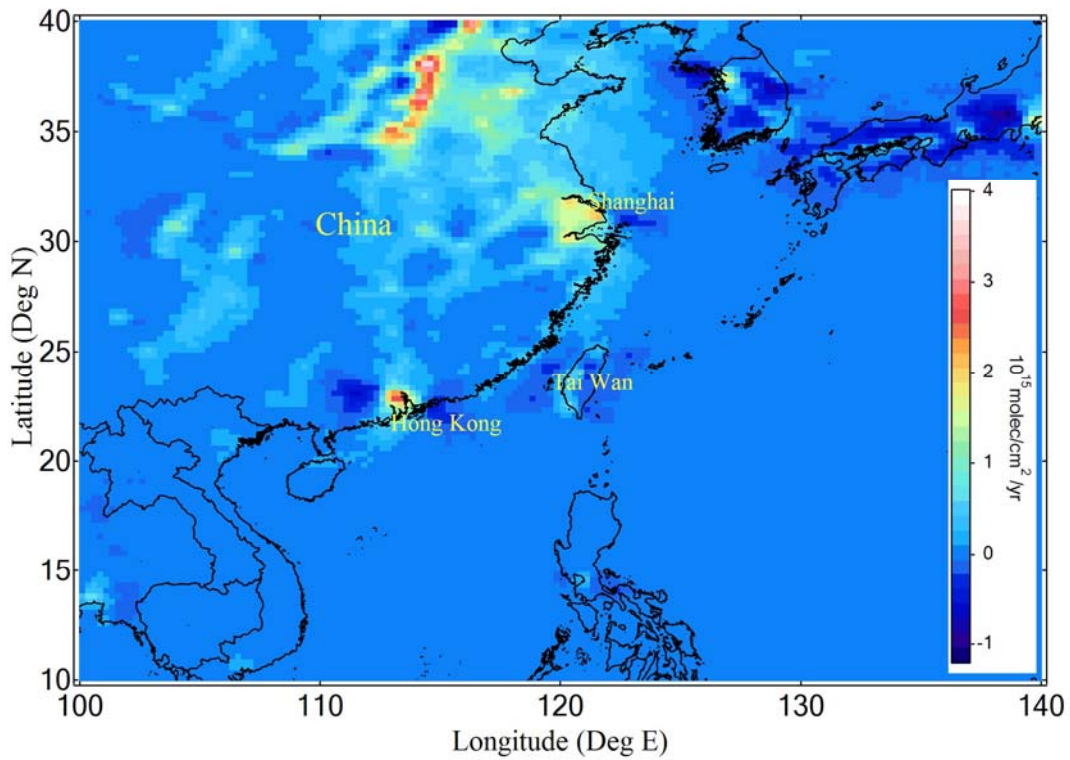 40
35
30
25
20
15
10
Latitude (Deg N)
China
Shanghai
Tai Wan
Hong Kong
4
3
2
1
0
-1
10¹⁵ molec/cm² /yr
100
110
120
130
140
Longitude (Deg E)